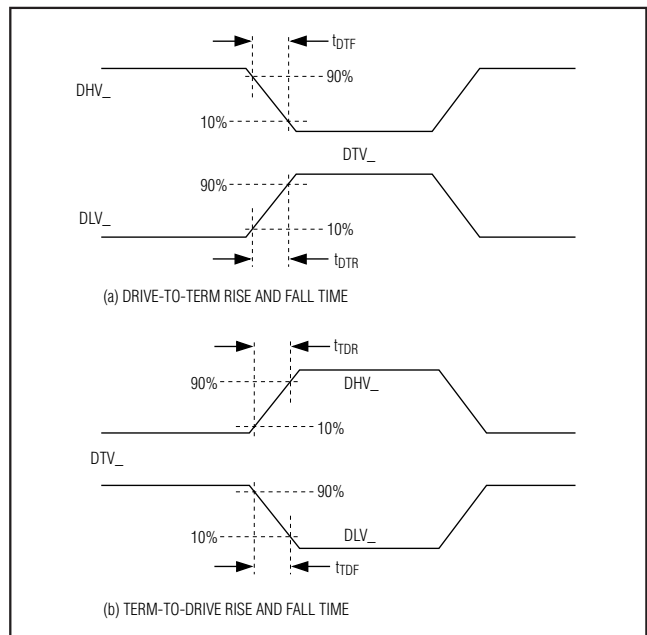 tDTF
90%
DHV_
10%
DTV_
90%
DLV_
10%
tDTR
(a) DRIVE-TO-TERM RISE AND FALL TIME
tTDR
90%
DHV_
10%
DTV_
90%
10%
DLV_
tTDF
(b) TERM-TO-DRIVE RISE AND FALL TIME